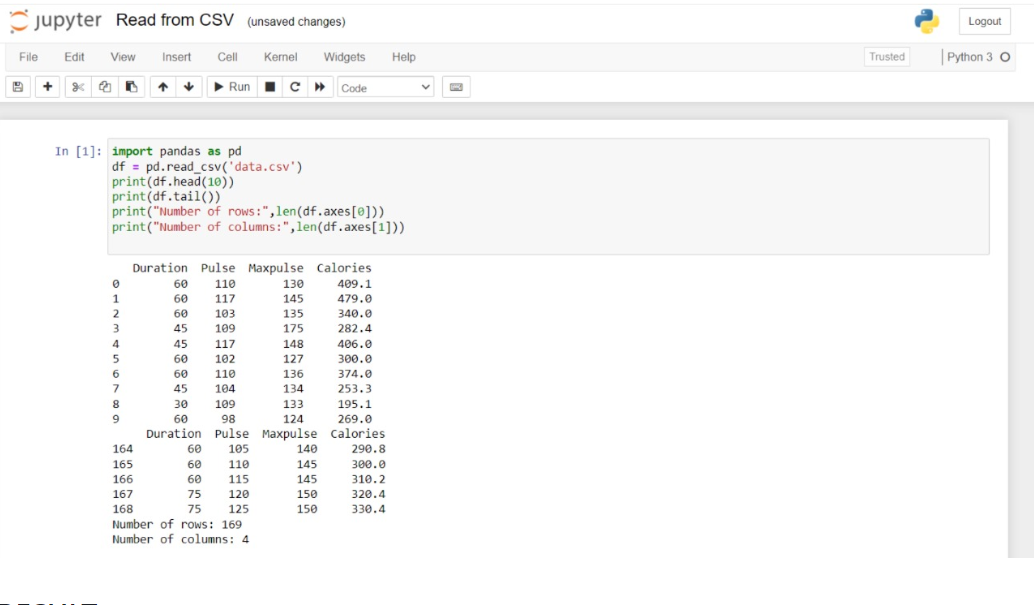 jupyter Read from CSV (unsaved changes) Logout
File Edit View Insert Cell Kernel Widgets Help Trusted Python 3
Run Code
In [1]: import pandas as pd
df = pd.read_csv('data.csv')
print(df.head(10))
print(df.tail())
print("Number of rows:",len(df.axes[0]))
print("Number of columns:",len(df.axes[1]))
Duration Pulse Maxpulse Calories
0 60 110 130 409.1
1 60 117 145 479.0
2 60 103 135 340.0
3 45 109 175 282.4
4 45 117 148 406.0
5 60 102 127 300.0
6 60 110 136 374.0
7 45 104 134 253.3
8 30 109 133 195.1
9 60 98 124 269.0
Duration Pulse Maxpulse Calories
164 60 105 140 290.8
165 60 110 145 300.0
166 60 115 145 310.2
167 75 120 150 320.4
168 75 125 150 330.4
Number of rows: 169
Number of columns: 4